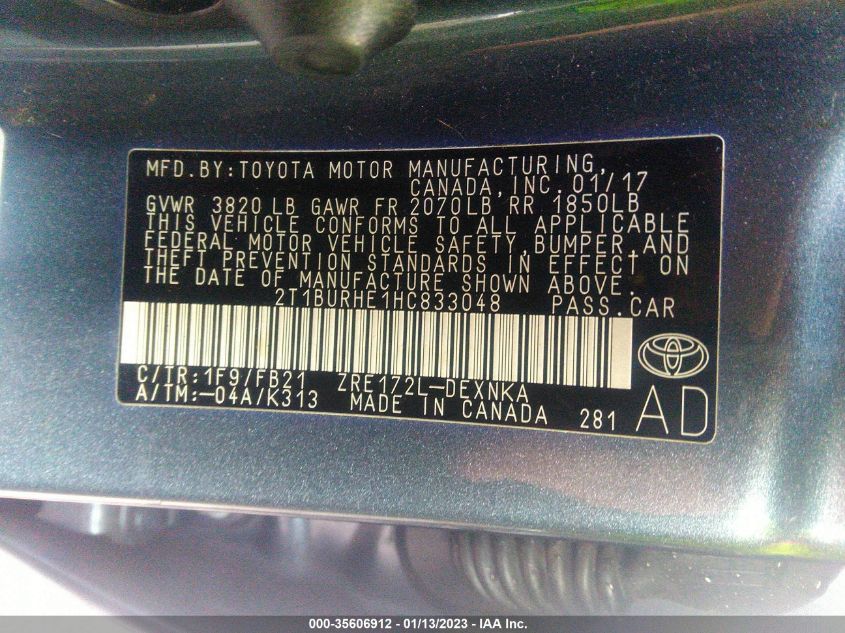 MFD.BY:TOYOTA MOTOR MANUFACTURING,
CANADA,INC.01/17
GVWR 3820 LB GAWR FR 2070LB RR 1850LB
THIS VEHICLE CONFORMS TO ALL APPLICABLE
FEDERAL MOTOR VEHICLE SAFETY,BUMPER,AND
THEFT PREVENTION STANDARDS IN EFFECT ON
THE DATE OF MANUFACTURE SHOWN ABOVE.
2T1BURHE1HC833048 PASS.CAR
C/TR:1F9/FB21 ZRE172L-DEXNKA
A/TM:-04A/K313 MADE IN CANADA 281
AD
000-35606912 - 01/13/2023 - IAA Inc.